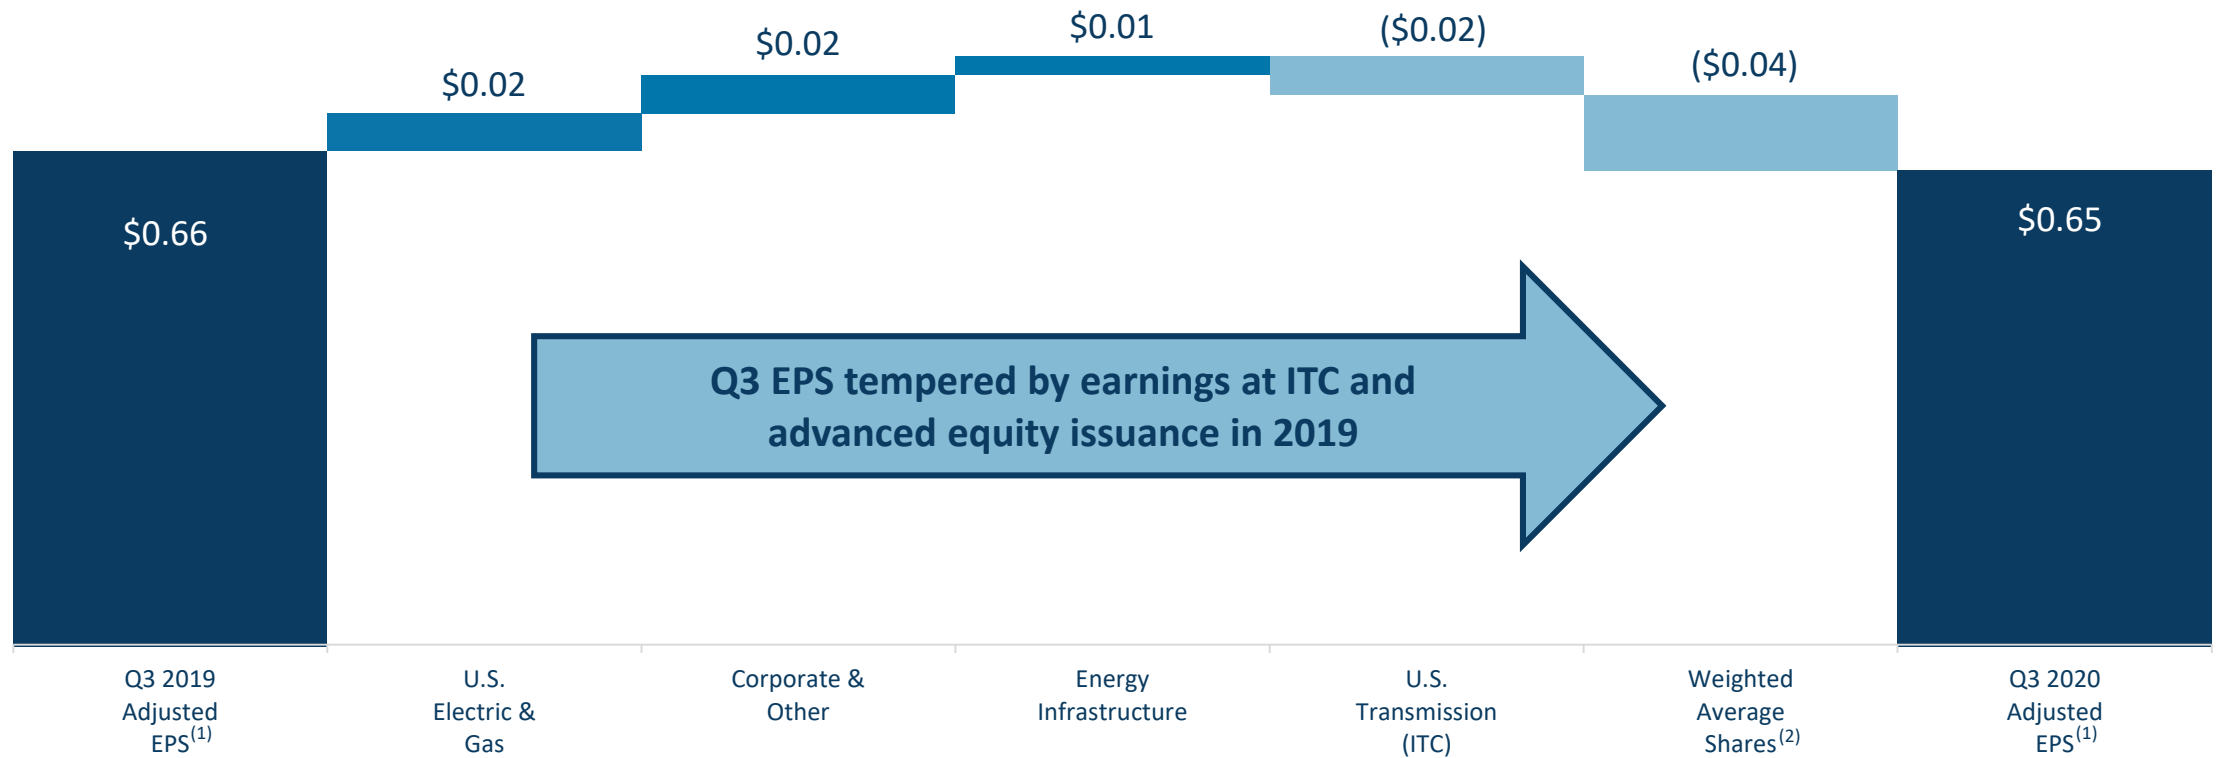 $0.66
$0.02
$0.02
$0.01
($0.02)
($0.04)
$0.65
Q3 EPS tempered by earnings at ITC and
advanced equity issuance in 2019
Q3 2019
Adjusted
EPS(1)
U.S.
Electric &
Gas
Corporate &
Other
Energy
Infrastructure
U.S.
Transmission
(ITC)
Weighted
Average
Shares(2)
Q3 2020
Adjusted
EPS(1)